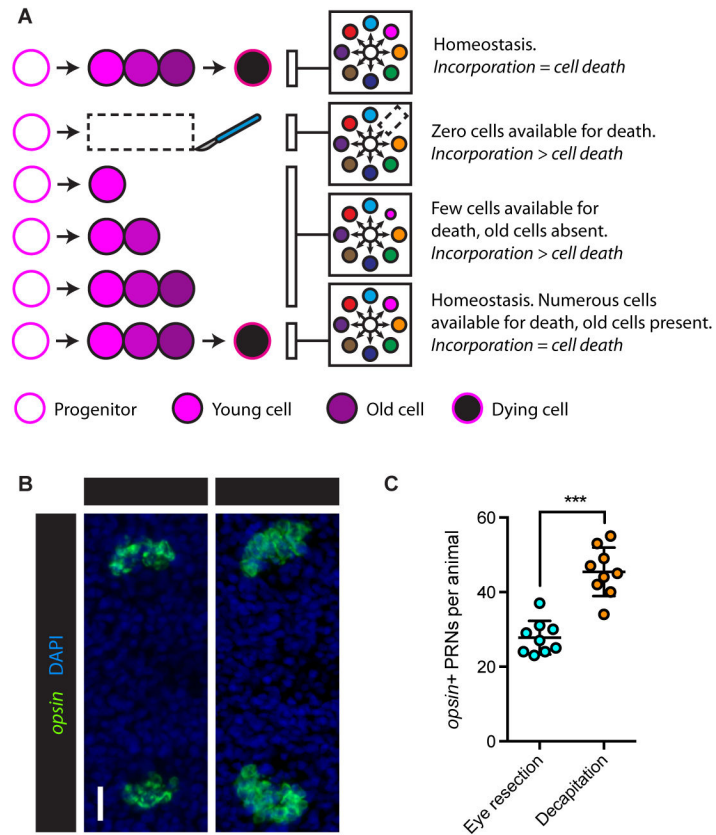 A
Homeostasis.
Incorporation = cell death
Zero cells available for death.
Incorporation > cell death
Few cells available for
death, old cells absent.
Incorporation > cell death
Homeostasis. Numerous cells
available for death, old cells present.
Incorporation = cell death
Progenitor
Young cell
Old cell
Dying cell
B
opsin DAPI
C
***
opsin+ PRNs per animal
60
40
20
0
Eye resection
Decapitation